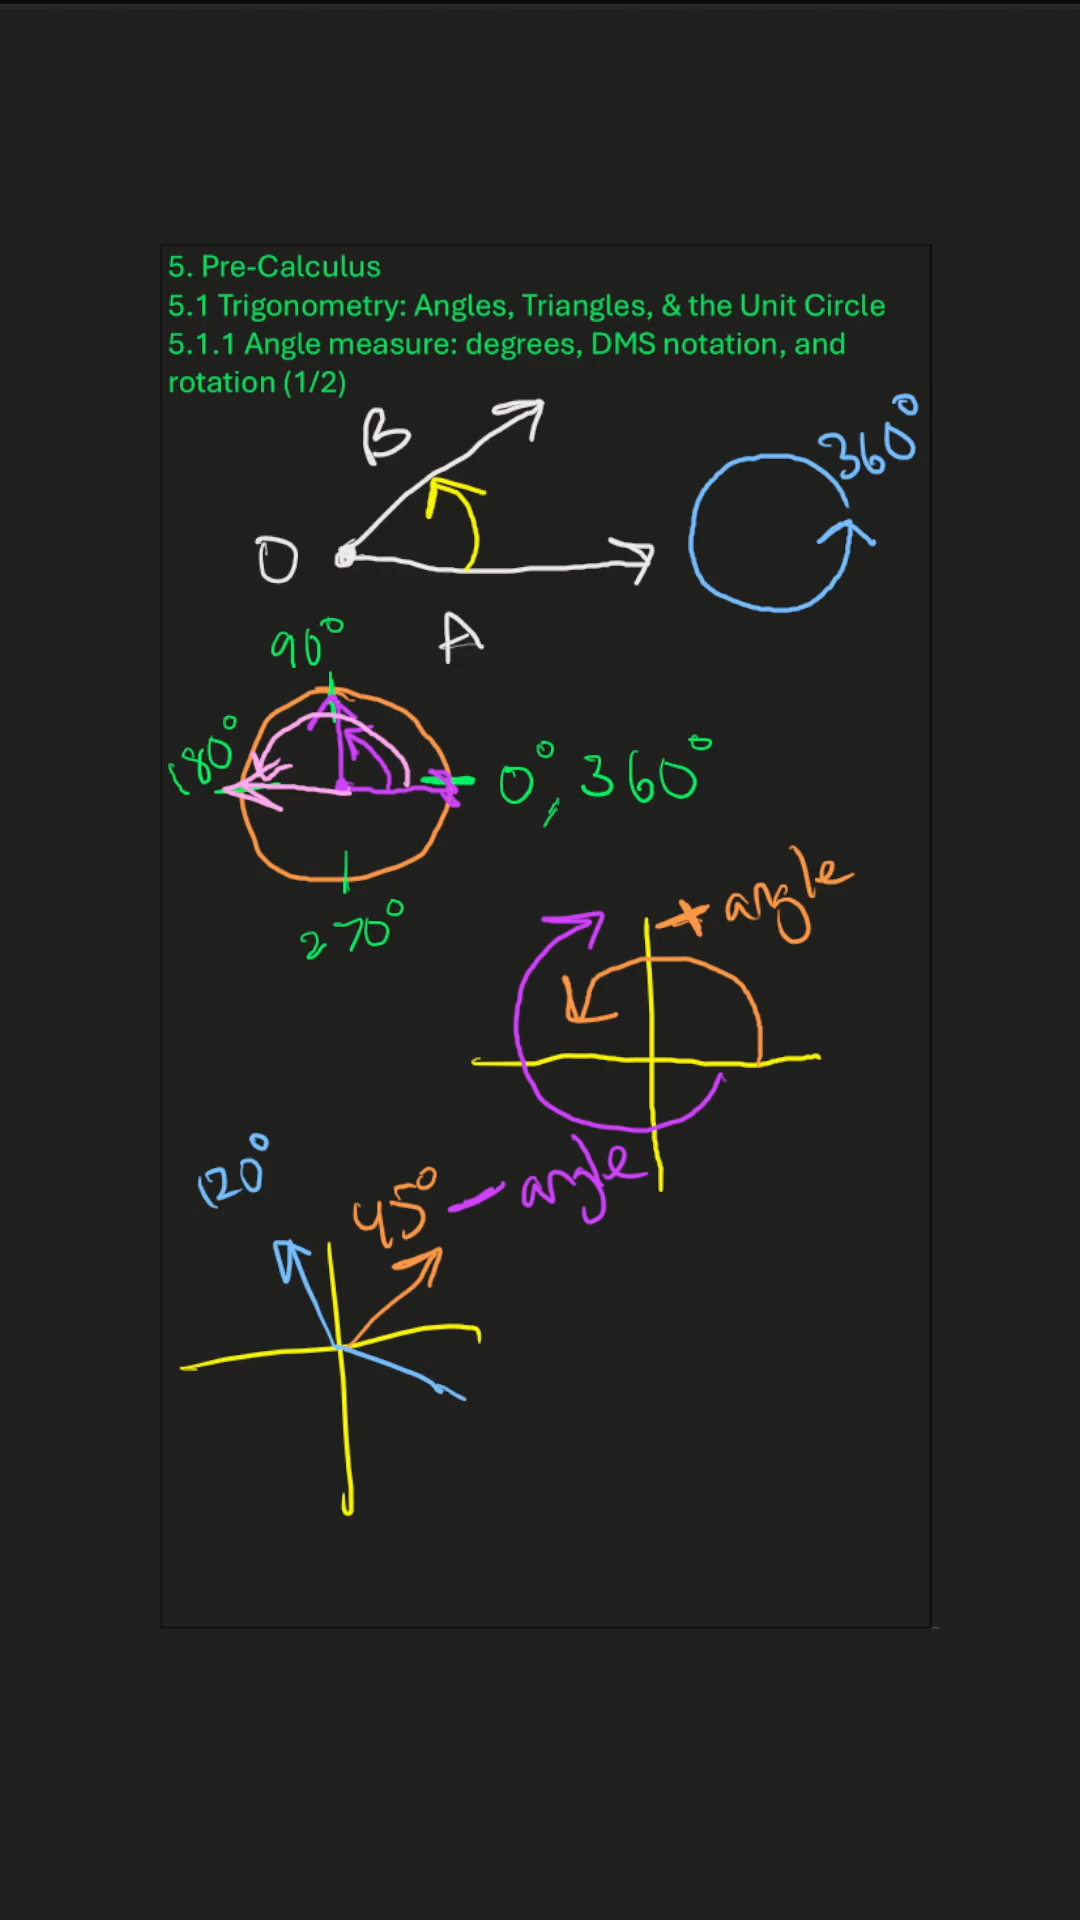 5. Pre-Calculus
5.1 Trigonometry: Angles, Triangles, & the Unit Circle
5.1.1 Angle measure: degrees, DMS notation, and
rotation (1/2)
B
360°
O
A
90°
180°
0°, 360°
270°
+ angle
- angle
120°
45°